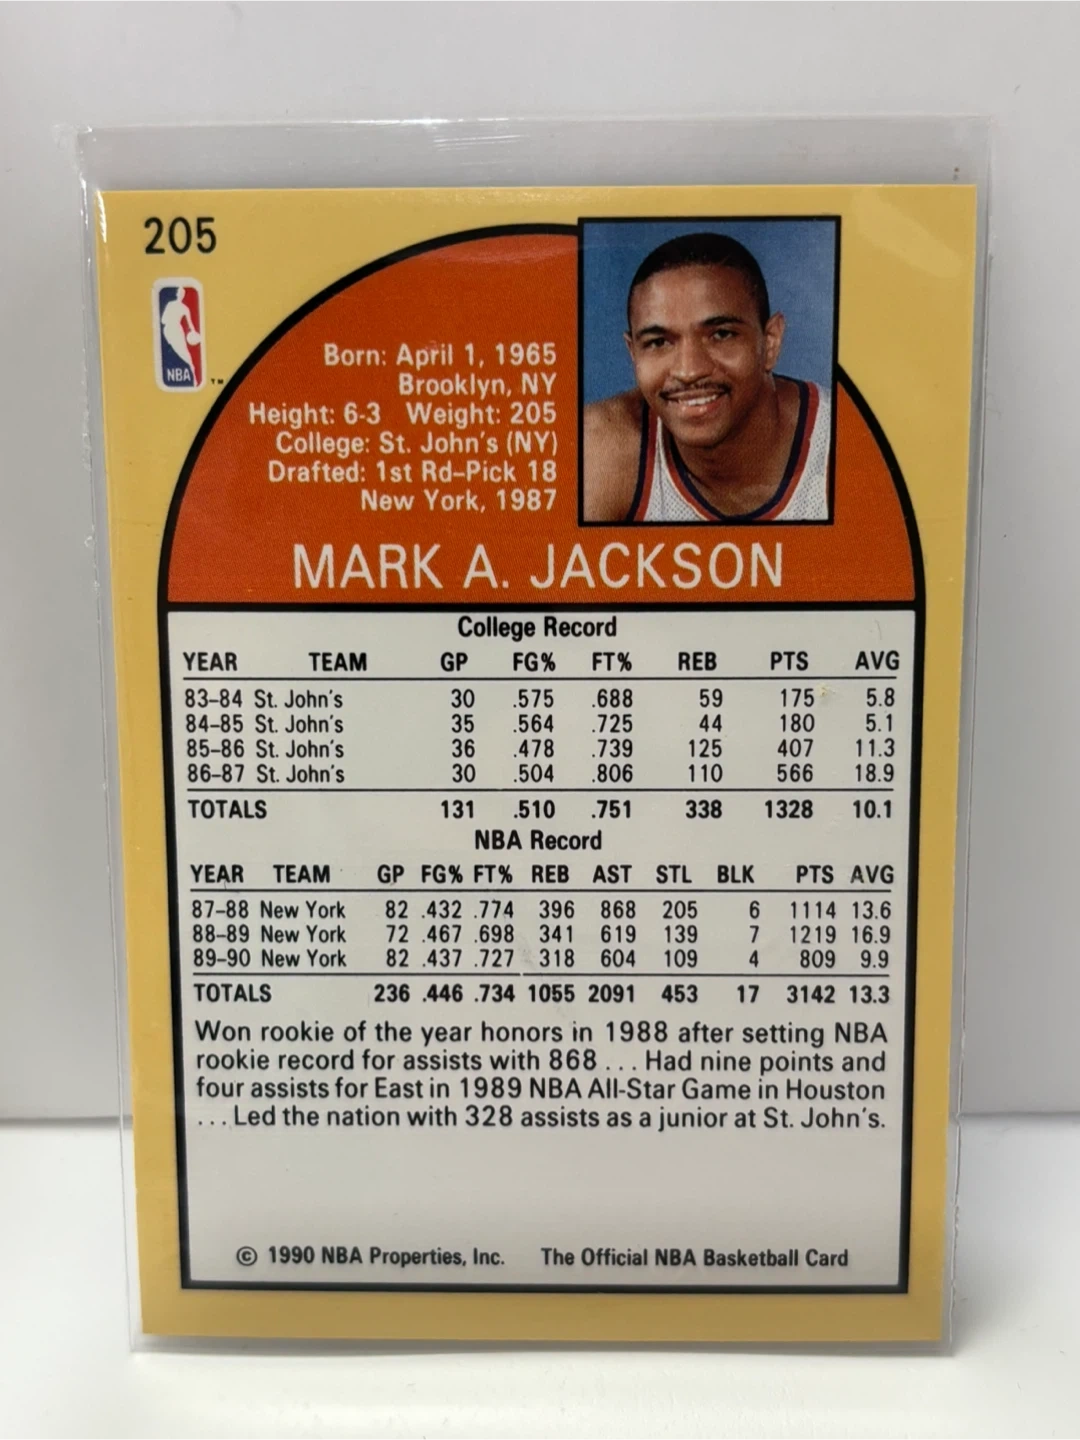 205
NBA
™
Born: April 1, 1965
Brooklyn, NY
Height: 6-3 Weight: 205
College: St. John's (NY)
Drafted: 1st Rd–Pick 18
New York, 1987
MARK A. JACKSON
College Record
YEAR TEAM GP FG% FT% REB PTS AVG
83–84 St. John's 30 .575 .688 59 175 5.8
84–85 St. John's 35 .564 .725 44 180 5.1
85–86 St. John's 36 .478 .739 125 407 11.3
86–87 St. John's 30 .504 .806 110 566 18.9
TOTALS 131 .510 .751 338 1328 10.1
NBA Record
YEAR TEAM GP FG% FT% REB AST STL BLK PTS AVG
87–88 New York 82 .432 .774 396 868 205 6 1114 13.6
88–89 New York 72 .467 .698 341 619 139 7 1219 16.9
89–90 New York 82 .437 .727 318 604 109 4 809 9.9
TOTALS 236 .446 .734 1055 2091 453 17 3142 13.3
Won rookie of the year honors in 1988 after setting NBA
rookie record for assists with 868 ... Had nine points and
four assists for East in 1989 NBA All-Star Game in Houston
... Led the nation with 328 assists as a junior at St. John's.
© 1990 NBA Properties, Inc. The Official NBA Basketball Card